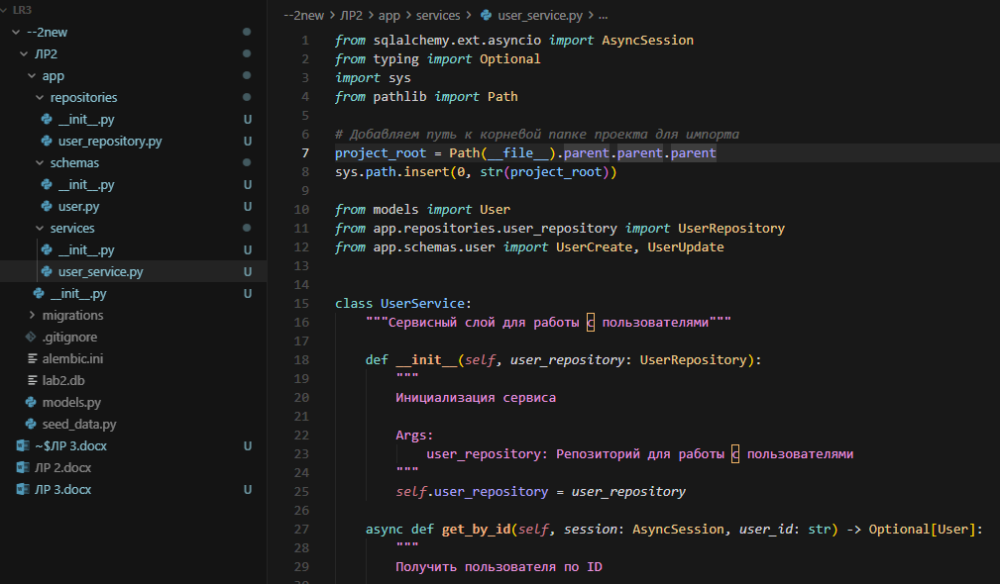 LR3
--2new
ЛР2
app
repositories
__init__.py U
user_repository.py U
schemas
__init__.py U
user.py U
services
__init__.py U
user_service.py U
__init__.py U
migrations
.gitignore
alembic.ini
lab2.db
models.py
seed_data.py
~$ЛР 3.docx U
ЛР 2.docx
ЛР 3.docx U
--2new > ЛР2 > app > services > user_service.py > ...
1 from sqlalchemy.ext.asyncio import AsyncSession
2 from typing import Optional
3 import sys
4 from pathlib import Path
5
6 # Добавляем путь к корневой папке проекта для импорта
7 project_root = Path(__file__).parent.parent.parent
8 sys.path.insert(0, str(project_root))
9
10 from models import User
11 from app.repositories.user_repository import UserRepository
12 from app.schemas.user import UserCreate, UserUpdate
13
14
15 class UserService:
16 """Сервисный слой для работы с пользователями"""
17
18 def __init__(self, user_repository: UserRepository):
19 """
20 Инициализация сервиса
21
22 Args:
23 user_repository: Репозиторий для работы с пользователями
24 """
25 self.user_repository = user_repository
26
27 async def get_by_id(self, session: AsyncSession, user_id: str) -> Optional[User]:
28 """
29 Получить пользователя по ID